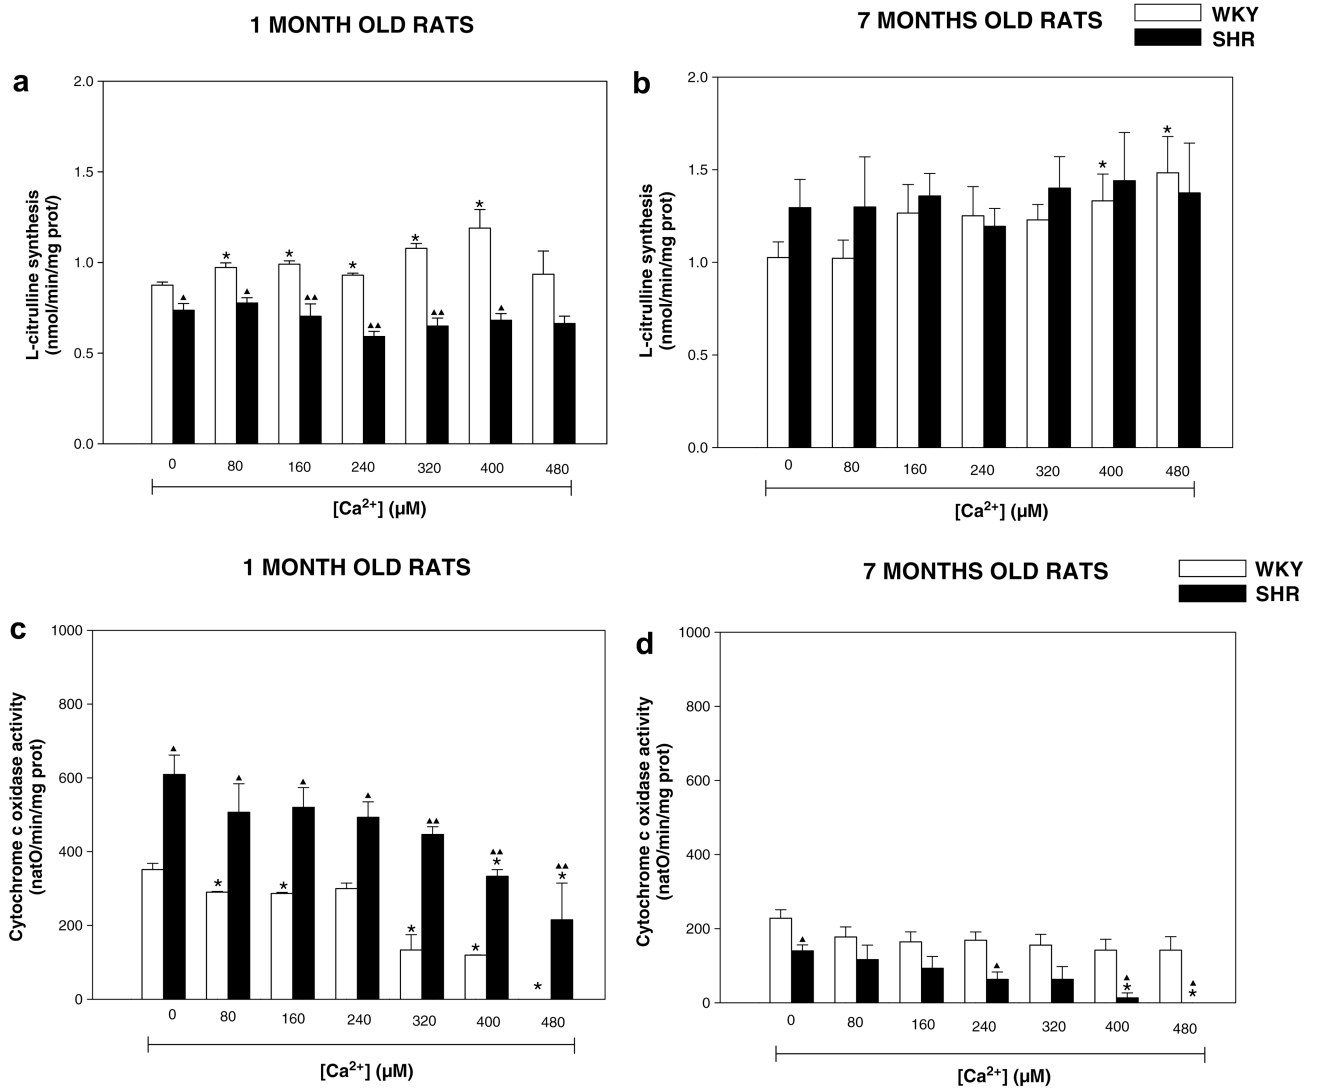 1 MONTH OLD RATS
7 MONTHS OLD RATS
WKY
SHR
a
2.0
1.5
1.0
0.5
0.0
L-citrulline synthesis
(nmol/min/mg prot/)
* * * * * *
▲ ▲ ▲▲ ▲▲ ▲▲ ▲
0 80 160 240 320 400 480
[Ca²⁺] (µM)
b
2.0
1.5
1.0
0.5
0.0
L-citrulline synthesis
(nmol/min/mg prot)
* *
0 80 160 240 320 400 480
[Ca²⁺] (µM)
1 MONTH OLD RATS
7 MONTHS OLD RATS
WKY
SHR
c
1000
800
600
400
200
0
Cytochrome c oxidase activity
(natO/min/mg prot)
▲ ▲ ▲ ▲ ▲▲ ▲▲ ▲▲
* * * * * * *
0 80 160 240 320 400 480
[Ca²⁺] (µM)
d
1000
800
600
400
200
0
Cytochrome c oxidase activity
(natO/min/mg prot)
▲ ▲ ▲ ▲
* *
0 80 160 240 320 400 480
[Ca²⁺] (µM)